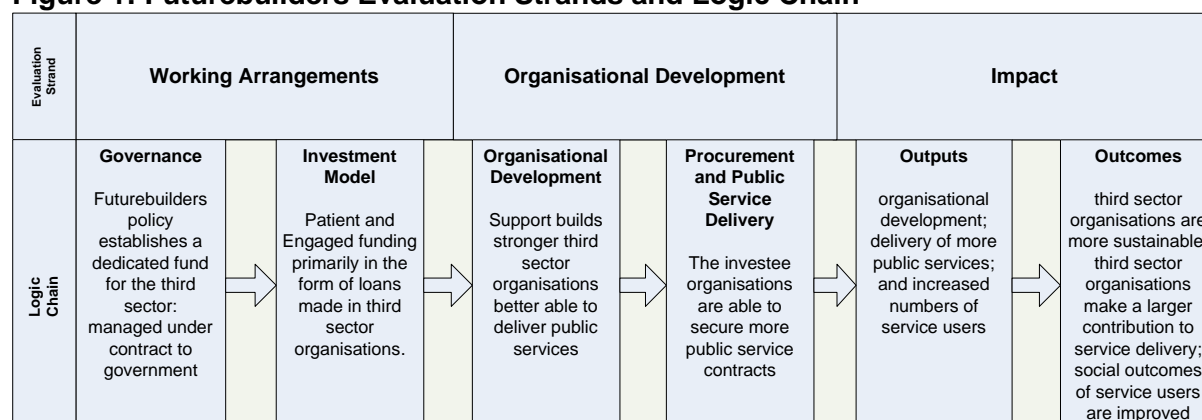 Figure 1: Futurebuilders Evaluation Strands and Logic Chain
Evaluation
Strand
Working Arrangements
Organisational Development
Impact
Logic
Chain
Governance
Futurebuilders
policy
establishes a
dedicated fund
for the third
sector:
managed under
contract to
government
Investment
Model
Patient and
Engaged funding
primarily in the
form of loans
made in third
sector
organisations.
Organisational
Development
Support builds
stronger third
sector
organisations
better able to
deliver public
services
Procurement
and Public
Service
Delivery
The investee
organisations
are able to
secure more
public service
contracts
Outputs
organisational
development;
delivery of more
public services;
and increased
numbers of
service users
Outcomes
third sector
organisations are
more sustainable
third sector
organisations
make a larger
contribution to
service delivery;
social outcomes
of service users
are improved